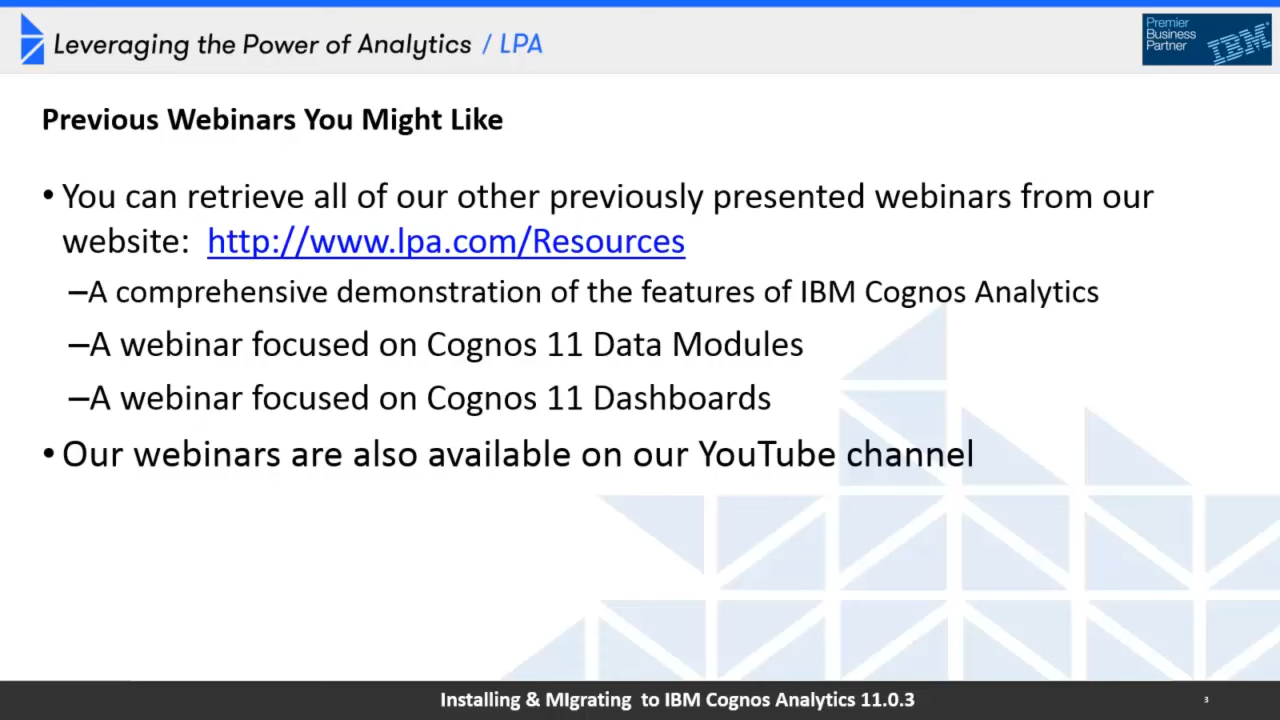 Leveraging the Power of Analytics / LPA
Premier
Business
Partner
IBM
Previous Webinars You Might Like
• You can retrieve all of our other previously presented webinars from our
website: http://www.lpa.com/Resources
–A comprehensive demonstration of the features of IBM Cognos Analytics
–A webinar focused on Cognos 11 Data Modules
–A webinar focused on Cognos 11 Dashboards
• Our webinars are also available on our YouTube channel
Installing & MIgrating to IBM Cognos Analytics 11.0.3
3